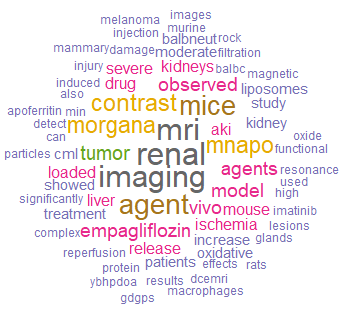 melanoma images
injection murine
mammary damage balbneut rock
injury severe moderate filtration
induced drug kidneys balbc magnetic
also observed liposomes
apoferritin min contrast mice study
detect morgana aki kidney
can mri mnapo oxide
particles cml tumor renal functional
loaded imaging agents resonance
showed model used high
significantly liver agent vivo mouse imatinib
treatment empagliflozin ischemia lesions
complex release increase glands
reperfusion patients oxidative
protein effects rats
ybhpdoa results dcemri
gdgps macrophages